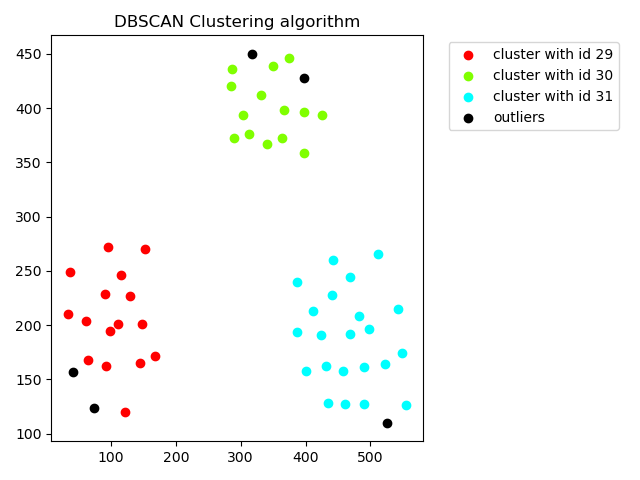 DBSCAN Clustering algorithm
450
400
350
300
250
200
150
100
100 200 300 400 500
cluster with id 29
cluster with id 30
cluster with id 31
outliers